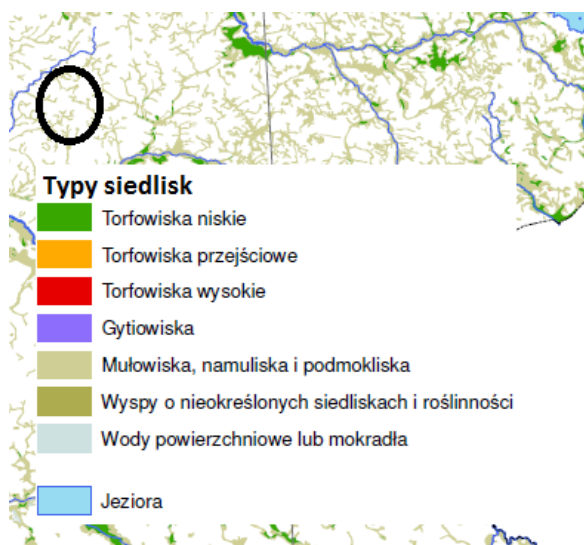 Typy siedlisk
Torfowiska niskie
Torfowiska przejściowe
Torfowiska wysokie
Gytiowiska
Mułowiska, namuliska i podmokliska
Wyspy o nieokreślonych siedliskach i roślinności
Wody powierzchniowe lub mokradła
Jeziora